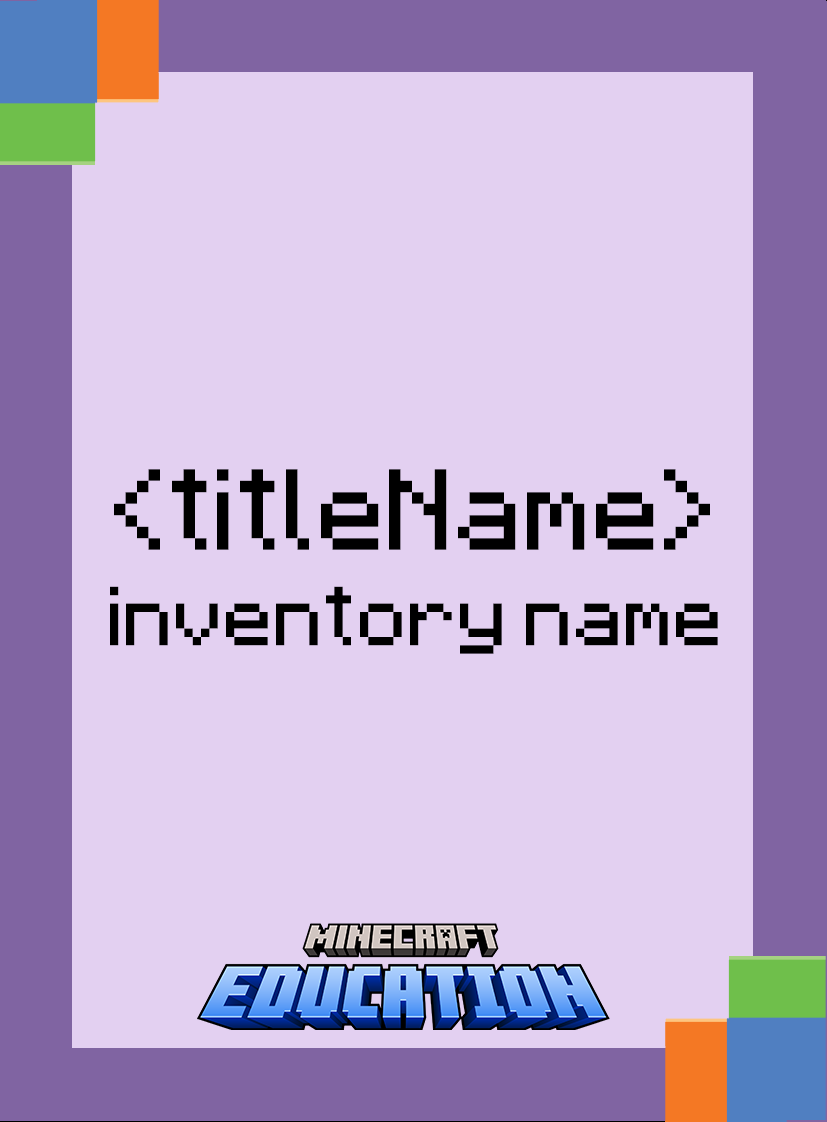 <titleName>
inventory name
MINECRAFT
EDUCATION